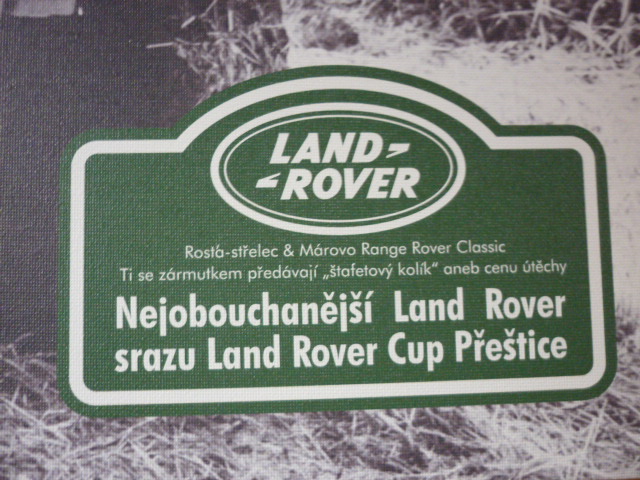 LAND
ROVER
Rosťa-střelec & Márovo Range Rover Classic
Ti se zármutkem předávají „štafetový kolík“ aneb cenu útěchy
Nejobouchanější Land Rover
srazu Land Rover Cup Přeštice